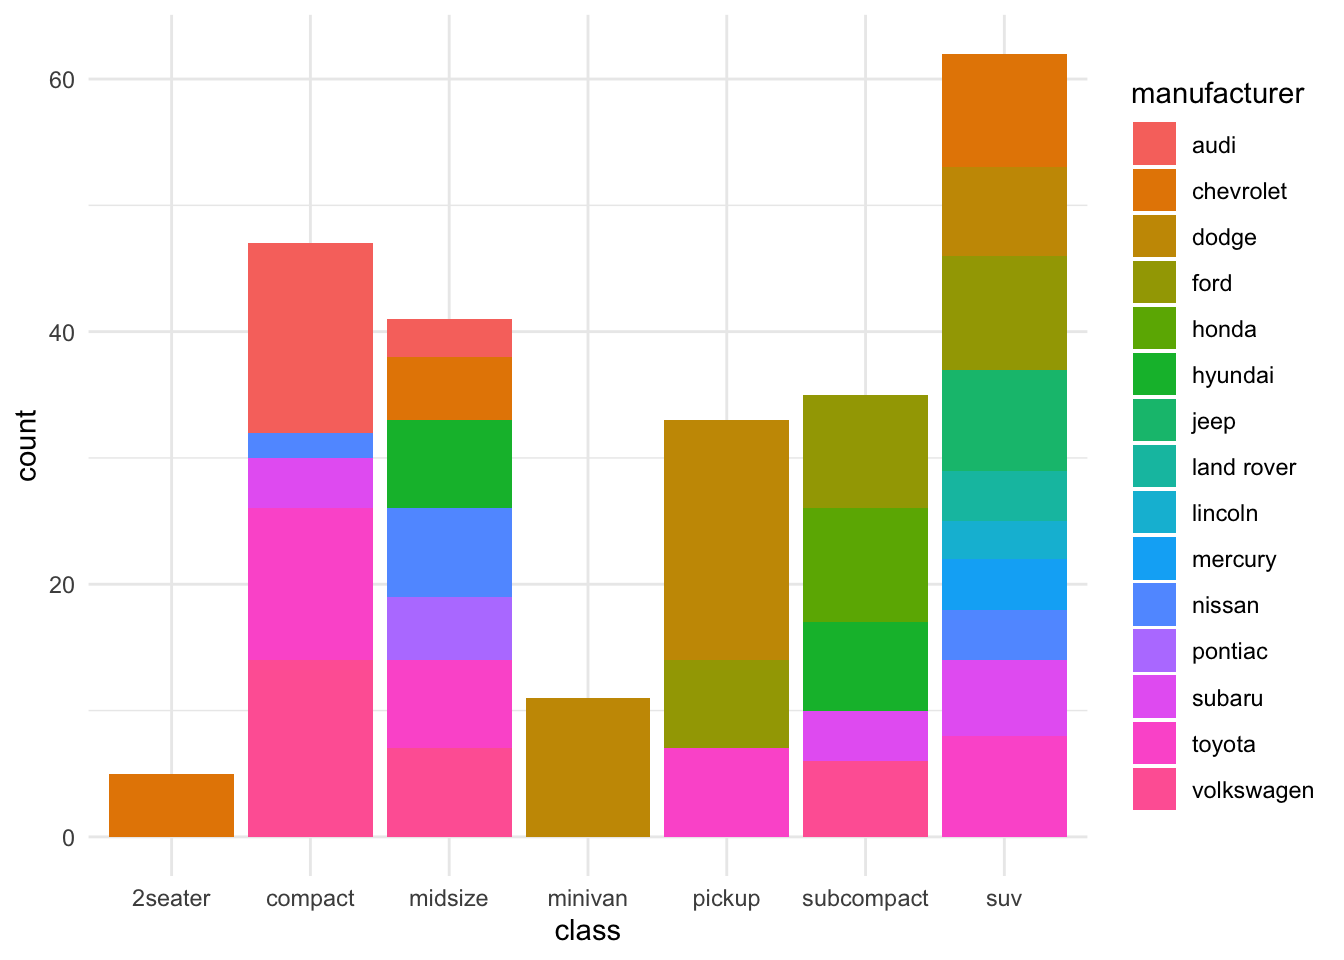 60
40
20
0
count
2seater compact midsize minivan pickup subcompact suv
class
manufacturer
audi
chevrolet
dodge
ford
honda
hyundai
jeep
land rover
lincoln
mercury
nissan
pontiac
subaru
toyota
volkswagen